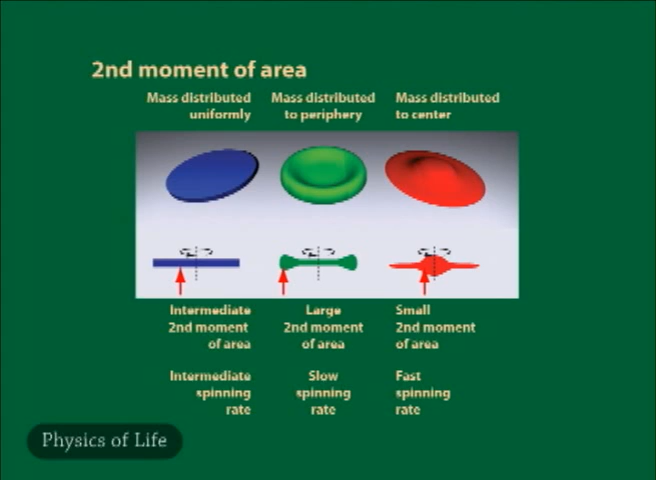 2nd moment of area
Mass distributed
uniformly
Mass distributed
to periphery
Mass distributed
to center
Intermediate
2nd moment
of area
Large
2nd moment
of area
Small
2nd moment
of area
Intermediate
spinning
rate
Slow
spinning
rate
Fast
spinning
rate
Physics of Life